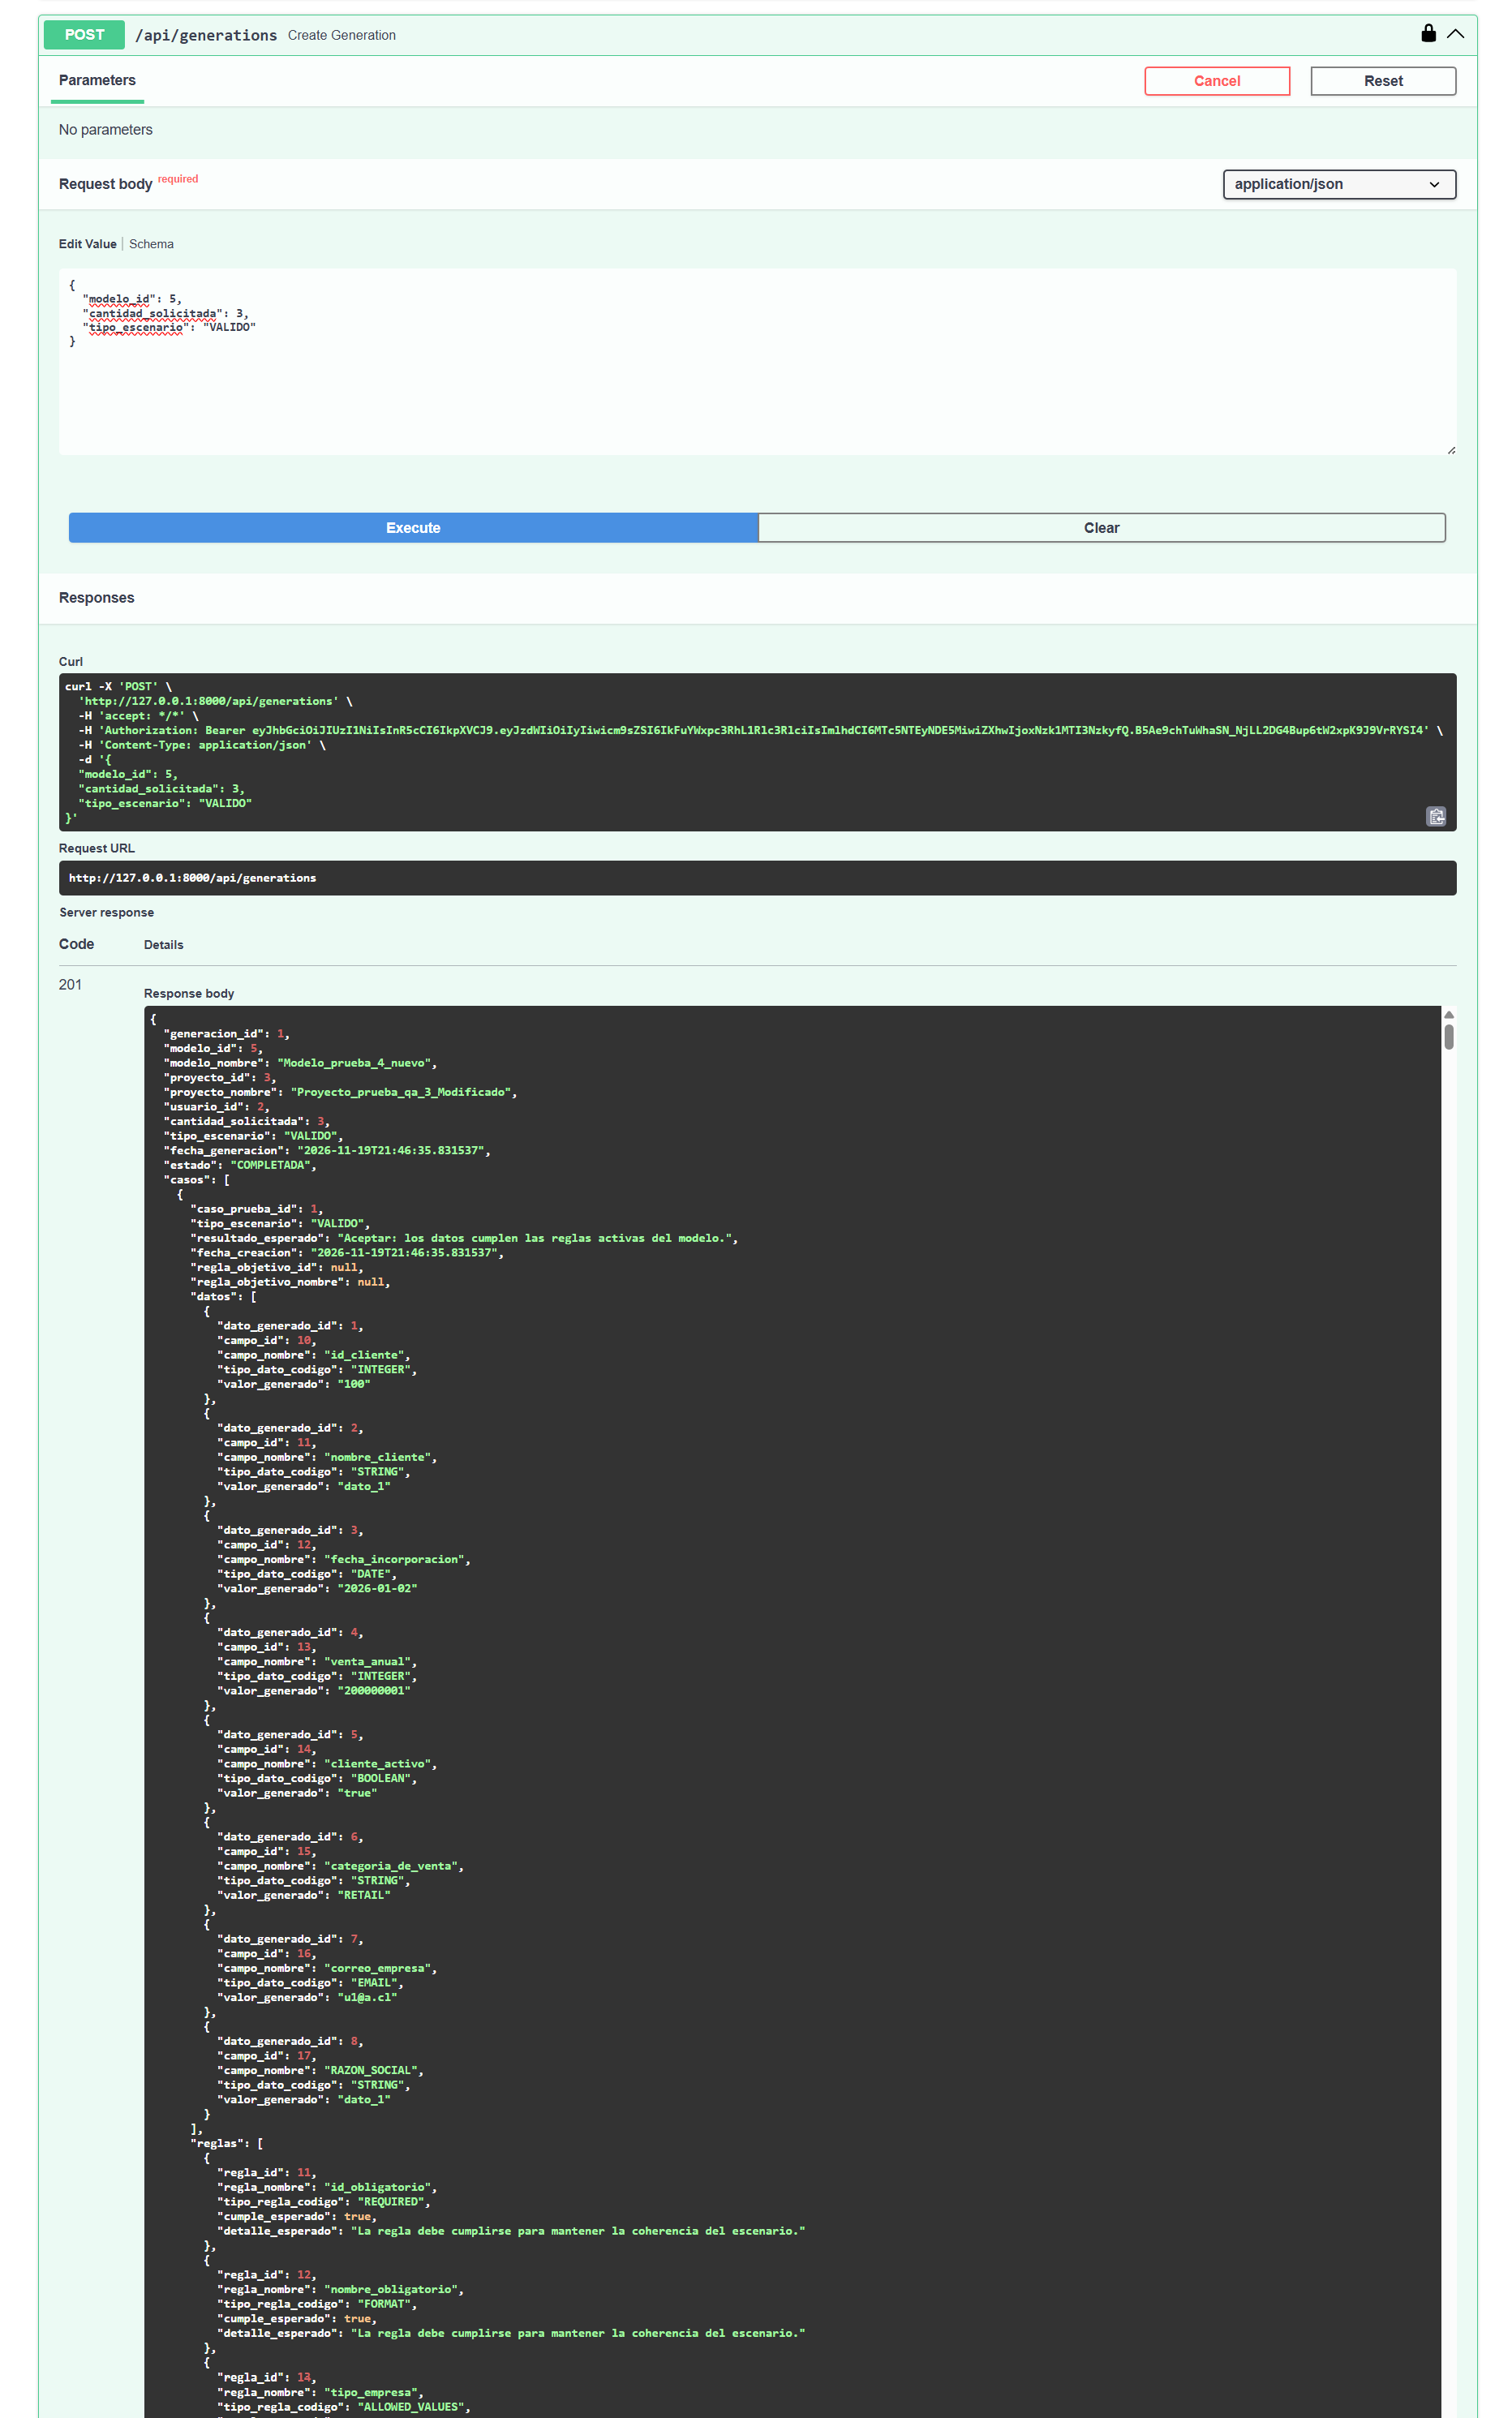 POST /api/generations Create Generation
Parameters
Cancel
Reset
No parameters
Request body required
application/json
Edit Value | Schema
{
  "modelo_id": 5,
  "cantidad_solicitada": 3,
  "tipo_escenario": "VALIDO"
}
Execute
Clear
Responses
Curl
curl -X 'POST' \
  'http://127.0.0.1:8000/api/generations' \
  -H 'accept: */*' \
  -H 'Authorization: Bearer eyJhbGciOiJIUzI1NiIsInR5cCI6IkpXVCJ9.eyJzdWIiOiIyIiwicm9sZSI6IkFuYWxpc3RhL1Rlc3RlciIsImlhdCI6MTc5NTEyNDE5MiwiZXhwIjoxNzk1MTI3NzkyfQ.B5Ae9chTuWhaSN_NjLL2DG4Bup6tW2xpK9J9VrRYSI4' \
  -H 'Content-Type: application/json' \
  -d '{
  "modelo_id": 5,
  "cantidad_solicitada": 3,
  "tipo_escenario": "VALIDO"
}'
Request URL
http://127.0.0.1:8000/api/generations
Server response
Code Details
201
Response body
{
  "generacion_id": 1,
  "modelo_id": 5,
  "modelo_nombre": "Modelo_prueba_4_nuevo",
  "proyecto_id": 3,
  "proyecto_nombre": "Proyecto_prueba_qa_3_Modificado",
  "usuario_id": 2,
  "cantidad_solicitada": 3,
  "tipo_escenario": "VALIDO",
  "fecha_generacion": "2026-11-19T21:46:35.831537",
  "estado": "COMPLETADA",
  "casos": [
    {
      "caso_prueba_id": 1,
      "tipo_escenario": "VALIDO",
      "resultado_esperado": "Aceptar: los datos cumplen las reglas activas del modelo.",
      "fecha_creacion": "2026-11-19T21:46:35.831537",
      "regla_objetivo_id": null,
      "regla_objetivo_nombre": null,
      "datos": [
        {
          "dato_generado_id": 1,
          "campo_id": 10,
          "campo_nombre": "id_cliente",
          "tipo_dato_codigo": "INTEGER",
          "valor_generado": "100"
        },
        {
          "dato_generado_id": 2,
          "campo_id": 11,
          "campo_nombre": "nombre_cliente",
          "tipo_dato_codigo": "STRING",
          "valor_generado": "dato_1"
        },
        {
          "dato_generado_id": 3,
          "campo_id": 12,
          "campo_nombre": "fecha_incorporacion",
          "tipo_dato_codigo": "DATE",
          "valor_generado": "2026-01-02"
        },
        {
          "dato_generado_id": 4,
          "campo_id": 13,
          "campo_nombre": "venta_anual",
          "tipo_dato_codigo": "INTEGER",
          "valor_generado": "200000001"
        },
        {
          "dato_generado_id": 5,
          "campo_id": 14,
          "campo_nombre": "cliente_activo",
          "tipo_dato_codigo": "BOOLEAN",
          "valor_generado": "true"
        },
        {
          "dato_generado_id": 6,
          "campo_id": 15,
          "campo_nombre": "categoria_de_venta",
          "tipo_dato_codigo": "STRING",
          "valor_generado": "RETAIL"
        },
        {
          "dato_generado_id": 7,
          "campo_id": 16,
          "campo_nombre": "correo_empresa",
          "tipo_dato_codigo": "EMAIL",
          "valor_generado": "u1@a.cl"
        },
        {
          "dato_generado_id": 8,
          "campo_id": 17,
          "campo_nombre": "RAZON_SOCIAL",
          "tipo_dato_codigo": "STRING",
          "valor_generado": "dato_1"
        }
      ],
      "reglas": [
        {
          "regla_id": 11,
          "regla_nombre": "id_obligatorio",
          "tipo_regla_codigo": "REQUIRED",
          "cumple_esperado": true,
          "detalle_esperado": "La regla debe cumplirse para mantener la coherencia del escenario."
        },
        {
          "regla_id": 12,
          "regla_nombre": "nombre_obligatorio",
          "tipo_regla_codigo": "FORMAT",
          "cumple_esperado": true,
          "detalle_esperado": "La regla debe cumplirse para mantener la coherencia del escenario."
        },
        {
          "regla_id": 13,
          "regla_nombre": "tipo_empresa",
          "tipo_regla_codigo": "ALLOWED_VALUES",